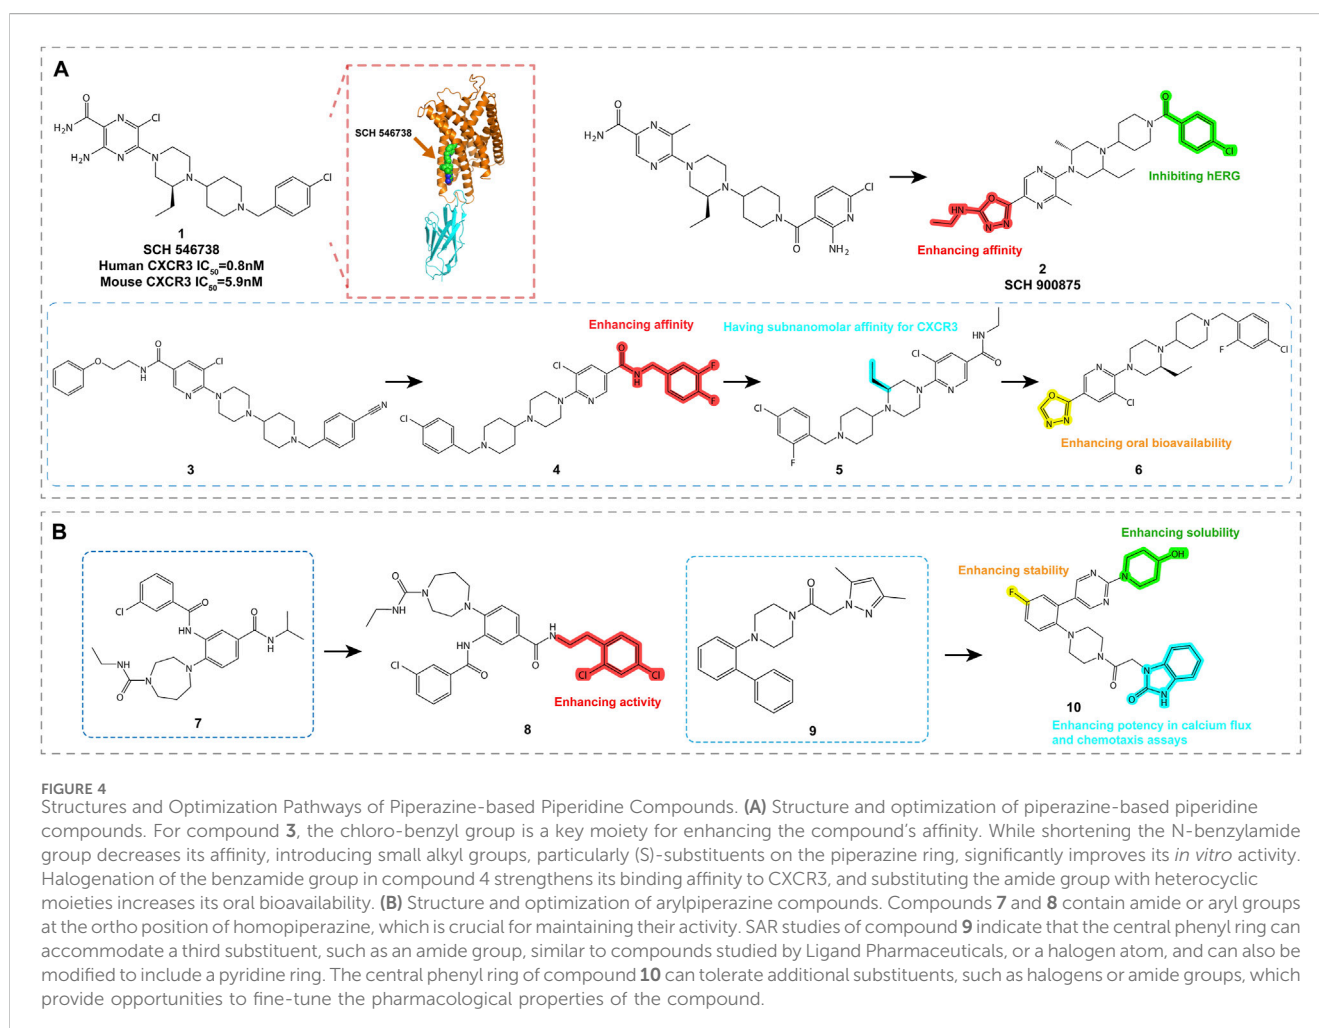 A
SCH 546738
1
SCH 546738
Human CXCR3 IC50=0.8nM
Mouse CXCR3 IC50=5.9nM
Inhibiting hERG
Enhancing affinity
2
SCH 900875
3
Enhancing affinity
4
Having subnanomolar affinity for CXCR3
5
Enhancing oral bioavailability
6
B
7
Enhancing activity
8
9
Enhancing solubility
Enhancing stability
10
Enhancing potency in calcium flux
and chemotaxis assays
FIGURE 4
Structures and Optimization Pathways of Piperazine-based Piperidine Compounds. (A) Structure and optimization of piperazine-based piperidine
compounds. For compound 3, the chloro-benzyl group is a key moiety for enhancing the compound's affinity. While shortening the N-benzylamide
group decreases its affinity, introducing small alkyl groups, particularly (S)-substituents on the piperazine ring, significantly improves its in vitro activity.
Halogenation of the benzamide group in compound 4 strengthens its binding affinity to CXCR3, and substituting the amide group with heterocyclic
moieties increases its oral bioavailability. (B) Structure and optimization of arylpiperazine compounds. Compounds 7 and 8 contain amide or aryl groups
at the ortho position of homopiperazine, which is crucial for maintaining their activity. SAR studies of compound 9 indicate that the central phenyl ring can
accommodate a third substituent, such as an amide group, similar to compounds studied by Ligand Pharmaceuticals, or a halogen atom, and can also be
modified to include a pyridine ring. The central phenyl ring of compound 10 can tolerate additional substituents, such as halogens or amide groups, which
provide opportunities to fine-tune the pharmacological properties of the compound.